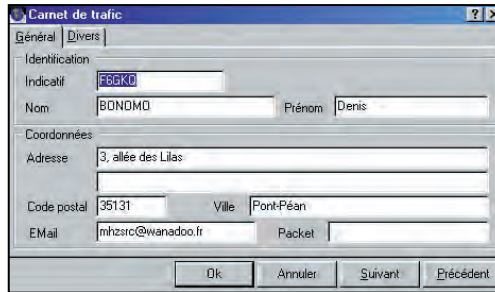 Carnet de trafic
Général Divers
Identification
Indicatif F6GKQ
Nom BONOMO Prénom Denis
Coordonnées
Adresse 3, allée des Lilas
Code postal 35131 Ville Pont-Péan
EMail mhzsrc@wanadoo.fr Packet
Ok Annuler Suivant Précédent